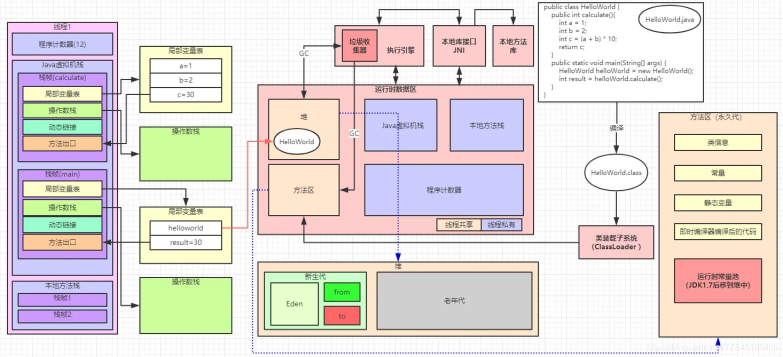 线程1
程序计数器(12)
Java虚拟机栈
栈帧(calculate)
局部变量表
操作数栈
动态链接
方法出口
栈帧(main)
局部变量表
操作数栈
动态链接
方法出口
本地方法栈
栈帧1
栈帧2
局部变量表
a=1
b=2
c=30
操作数栈
局部变量表
helloworld
result=30
操作数栈
GC
垃圾收
集器
执行引擎
本地库接口
JNI
本地方法
库
运行时数据区
堆
HelloWorld
GC
方法区
Java虚拟机栈
本地方法栈
程序计数器
线程共享
线程私有
堆
新生代
Eden
from
to
老年代
public class HelloWorld {
public int calculate(){
int a = 1;
int b = 2;
int c = (a + b) * 10;
return c;
}
public static void main(String[] args) {
HelloWorld helloWorld = new HelloWorld();
int result = helloWorld.calculate();
}
}
HelloWorld.java
编译
HelloWorld.class
类装载子系统
(ClassLoader )
方法区（永久代）
类信息
常量
静态变量
即时编译器编译后的代码
运行时常量池
(JDK1.7后移到堆中)